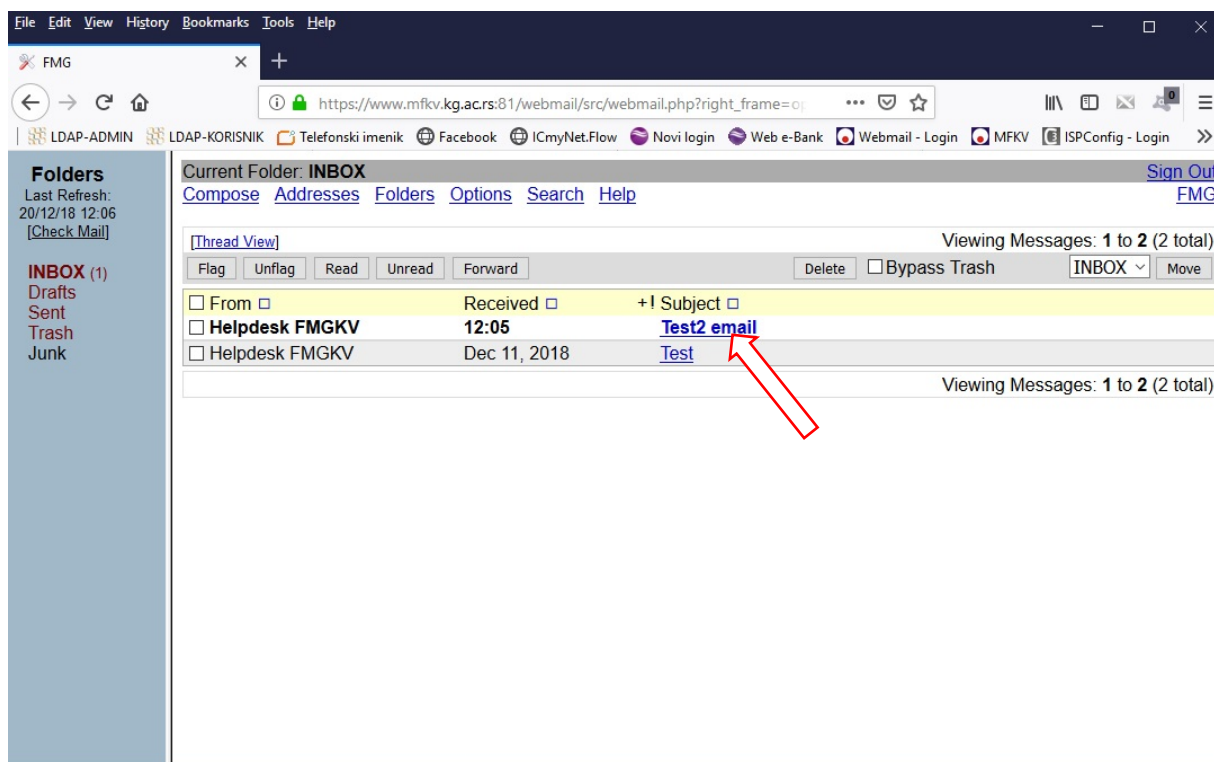 File Edit View History Bookmarks Tools Help
FMG
https://www.mfkv.kg.ac.rs:81/webmail/src/webmail.php?right_frame=o
0
LDAP-ADMIN LDAP-KORISNIK Telefonski imenik Facebook ICmyNet.Flow Novi login Web e-Bank Webmail - Login MFKV ISPConfig - Login
Folders
Last Refresh:
20/12/18 12:06
[Check Mail]
INBOX (1)
Drafts
Sent
Trash
Junk
Current Folder: INBOX Sign Out
Compose Addresses Folders Options Search Help FMG
[Thread View] Viewing Messages: 1 to 2 (2 total)
Flag Unflag Read Unread Forward Delete Bypass Trash INBOX Move
From Received +! Subject
Helpdesk FMGKV 12:05 Test2 email
Helpdesk FMGKV Dec 11, 2018 Test
Viewing Messages: 1 to 2 (2 total)